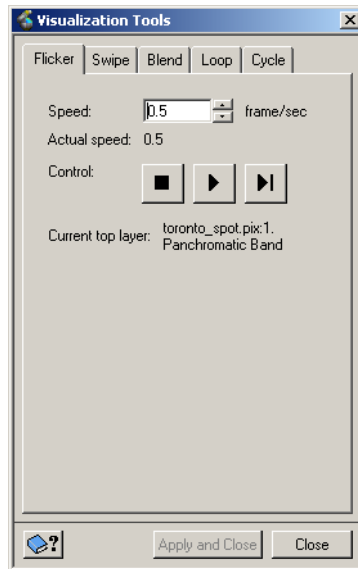 Visualization Tools
Flicker Swipe Blend Loop Cycle
Speed: 0.5 frame/sec
Actual speed: 0.5
Control:
Current top layer: toronto_spot.pix:1.
Panchromatic Band
? Apply and Close Close